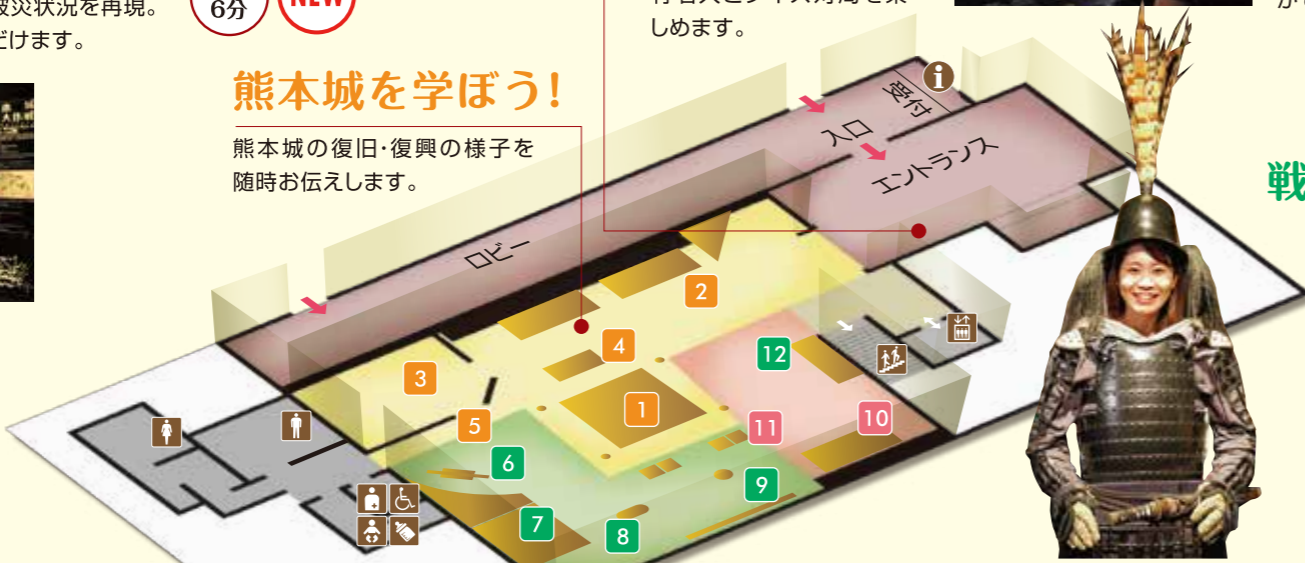 被災状況を再現。
だけます。
6分
NEW
しめます。
熊本城を学ぼう!
熊本城の復旧・復興の様子を
随時お伝えします。
戦
i
受付
入口
エントランス
ロビー
2
4
12
3
1
5
11
10
6
9
7
8